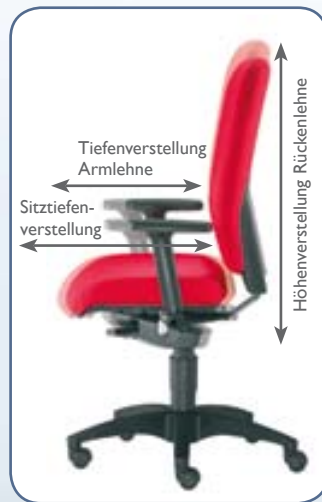 Tiefenverstellung
Armlehne
Sitztiefen-
verstellung
Höhenverstellung Rückenlehne